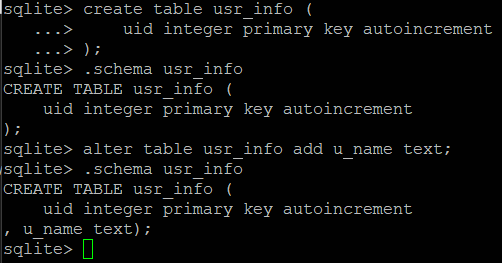 sqlite> create table usr_info (
   ...>     uid integer primary key autoincrement
   ...> );
sqlite> .schema usr_info
CREATE TABLE usr_info (
    uid integer primary key autoincrement
);
sqlite> alter table usr_info add u_name text;
sqlite> .schema usr_info
CREATE TABLE usr_info (
    uid integer primary key autoincrement
, u_name text);
sqlite>